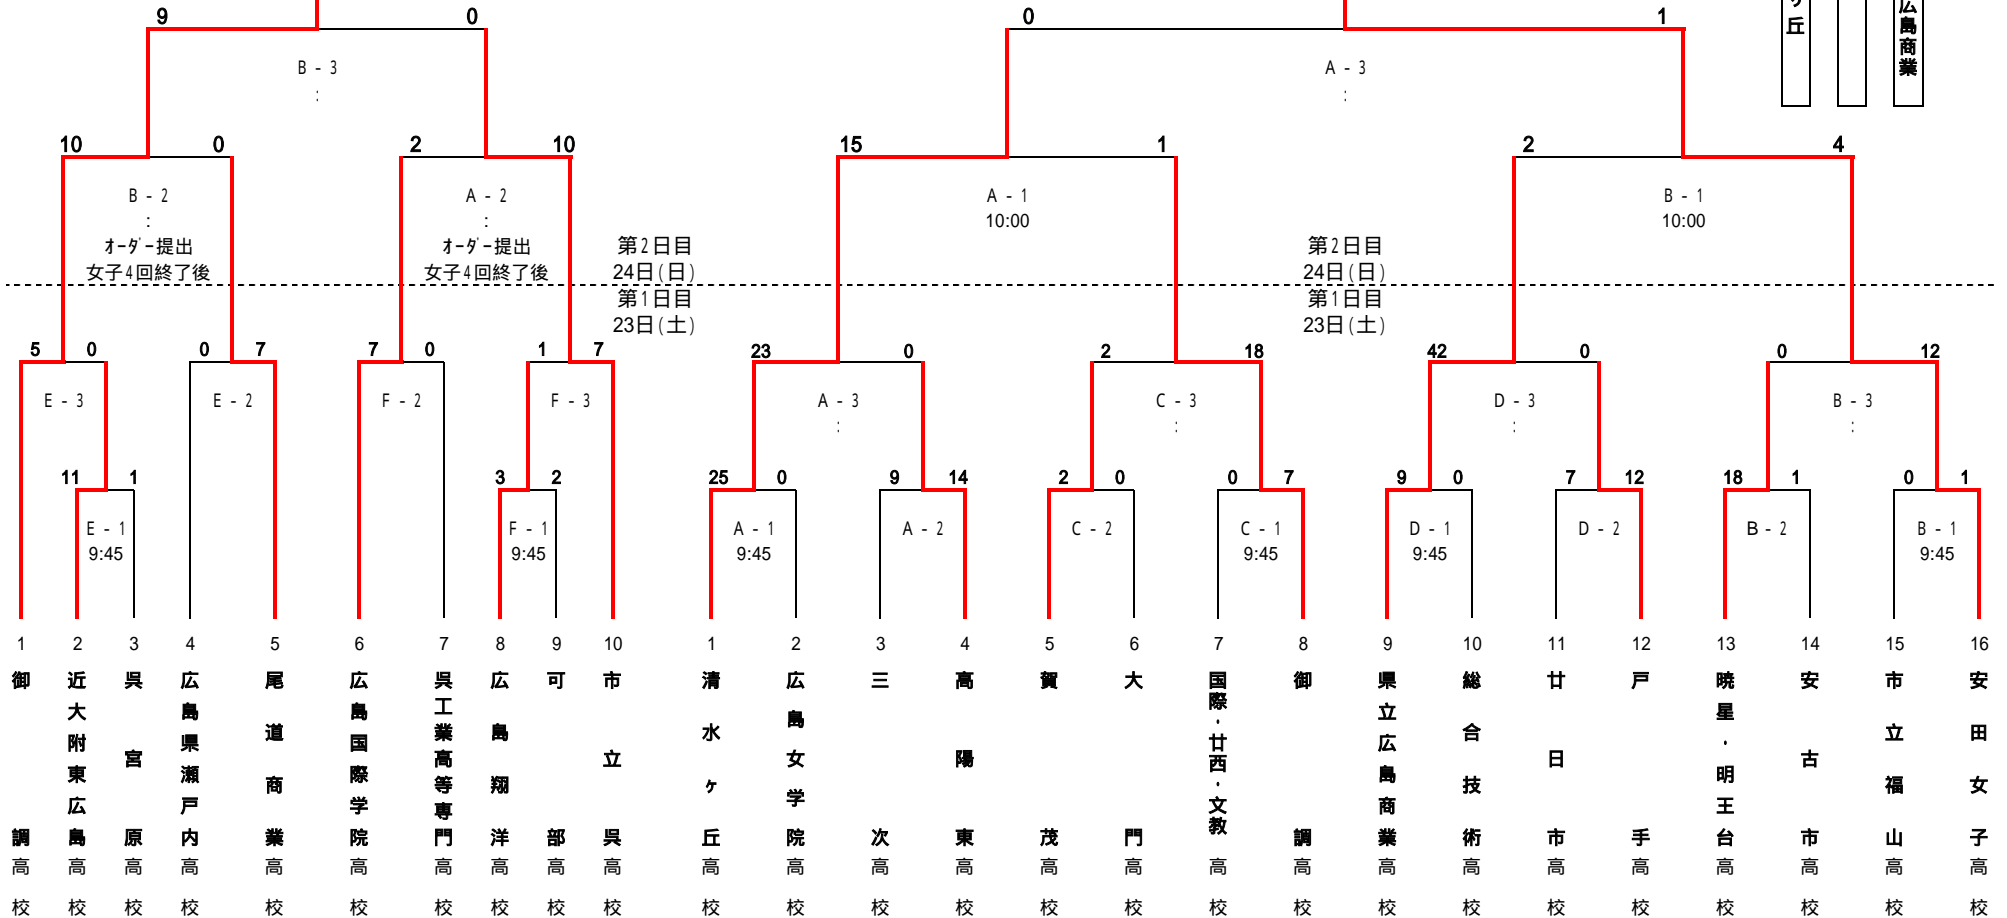 9 0 0 1
ヶ丘
広島商業
B - 3 A - 3
: :
10 0 2 10 15 1 2 4
B - 2 A - 2 A - 1 B - 1
: : 10:00 10:00
オーダー提出 オーダー提出 第2日目 第2日目
女子4回終了後 女子4回終了後 24日(日) 24日(日)
第1日目 第1日目
23日(土) 23日(土)
5 0 0 7 7 0 1 7 23 0 2 18 42 0 0 12
E - 3 E - 2 F - 2 F - 3 A - 3 C - 3 D - 3 B - 3
: : : :
11 1 3 2 25 0 9 14 2 0 0 7 9 0 7 12 18 1 0 1
E - 1 F - 1 A - 1 A - 2 C - 2 C - 1 D - 1 D - 2 B - 2 B - 1
9:45 9:45 9:45 9:45 9:45 9:45
1 御調高校
2 近大附東広島高校
3 呉宮原高校
4 広島県瀬戸内高校
5 尾道商業高校
6 広島国際学院高校
7 呉工業高等専門高校
8 広島翔洋高校
9 可部高校
10 市立呉高校
1 清水ヶ丘高校
2 広島女学院高校
3 三次高校
4 高陽東高校
5 賀茂高校
6 大門高校
7 国際・廿西・文教高校
8 御調高校
9 県立広島商業高校
10 総合技術高校
11 廿日市高校
12 戸手高校
13 暁星・明王台高校
14 安古市高校
15 市立福山高校
16 安田女子高校